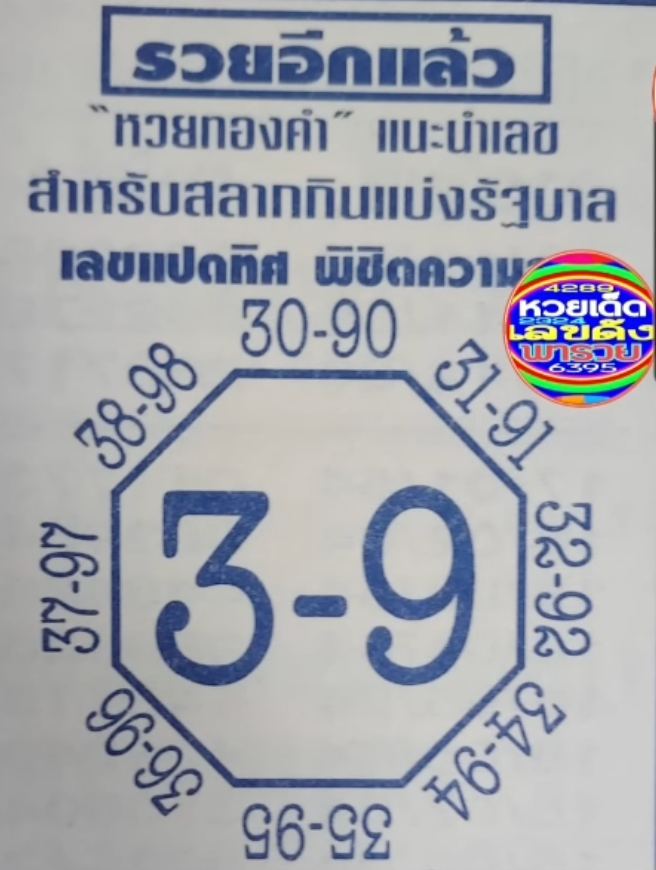 รวยอีกแล้ว
"หวยทองคำ" แนะนำเลข
สำหรับสลากกินแบ่งรัฐบาล
เลขแปดทิศ พิชิตความ
30-90
38-98
31-91
3-9
37-97
32-92
36-96
34-94
35-95
4289
หวยเด็ด
2324
เลขดัง
พารวย
6395